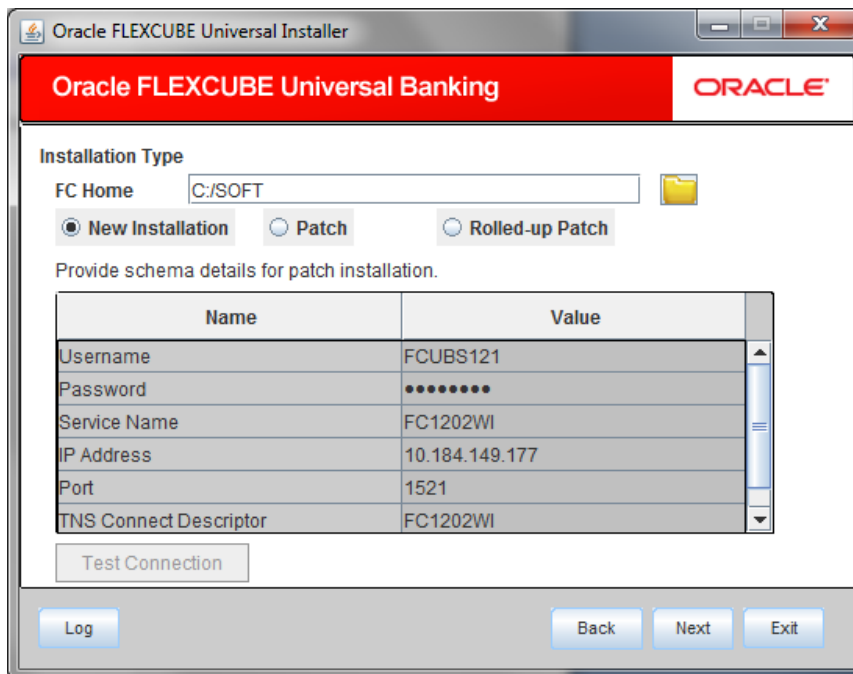 Oracle FLEXCUBE Universal Installer
Oracle FLEXCUBE Universal Banking
ORACLE
Installation Type
FC Home C:/SOFT
New Installation Patch Rolled-up Patch
Provide schema details for patch installation.
Name Value
Username FCUBS121
Password ●●●●●●●●
Service Name FC1202WI
IP Address 10.184.149.177
Port 1521
TNS Connect Descriptor FC1202WI
Test Connection
Log Back Next Exit